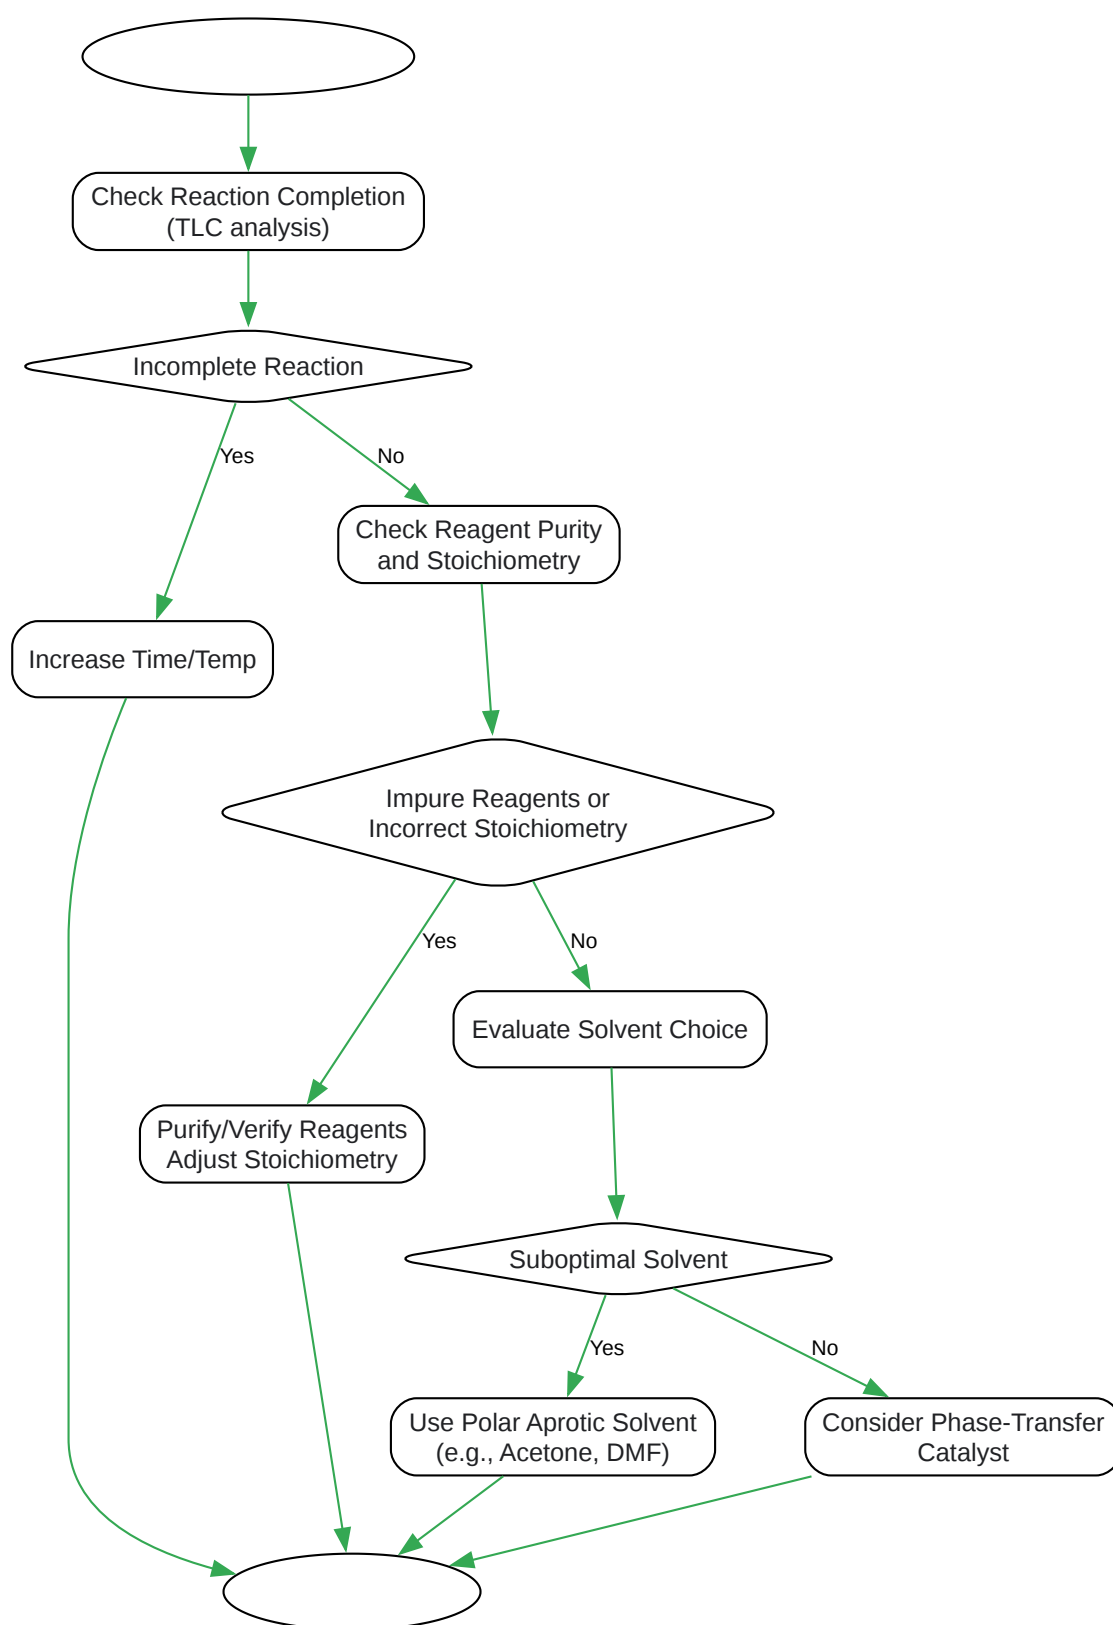 Check Reaction Completion
(TLC analysis)
Incomplete Reaction
Yes
No
Check Reagent Purity
and Stoichiometry
Increase Time/Temp
Impure Reagents or
Incorrect Stoichiometry
Yes
No
Evaluate Solvent Choice
Purify/Verify Reagents
Adjust Stoichiometry
Suboptimal Solvent
Yes
No
Use Polar Aprotic Solvent
(e.g., Acetone, DMF)
Consider Phase-Transfer
Catalyst